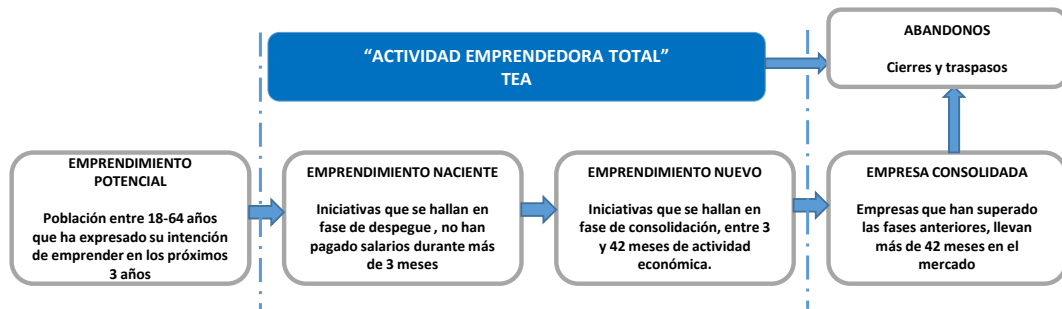 “ACTIVIDAD EMPRENDEDORA TOTAL”
TEA
ABANDONOS
Cierres y traspasos
EMPRENDIMIENTO
POTENCIAL
Población entre 18-64 años
que ha expresado su intención
de emprender en los próximos
3 años
EMPRENDIMIENTO NACIENTE
Iniciativas que se hallan en
fase de despegue , no han
pagado salarios durante más
de 3 meses
EMPRENDIMIENTO NUEVO
Iniciativas que se hallan en
fase de consolidación, entre 3
y 42 meses de actividad
económica.
EMPRESA CONSOLIDADA
Empresas que han superado
las fases anteriores, llevan
más de 42 meses en el
mercado